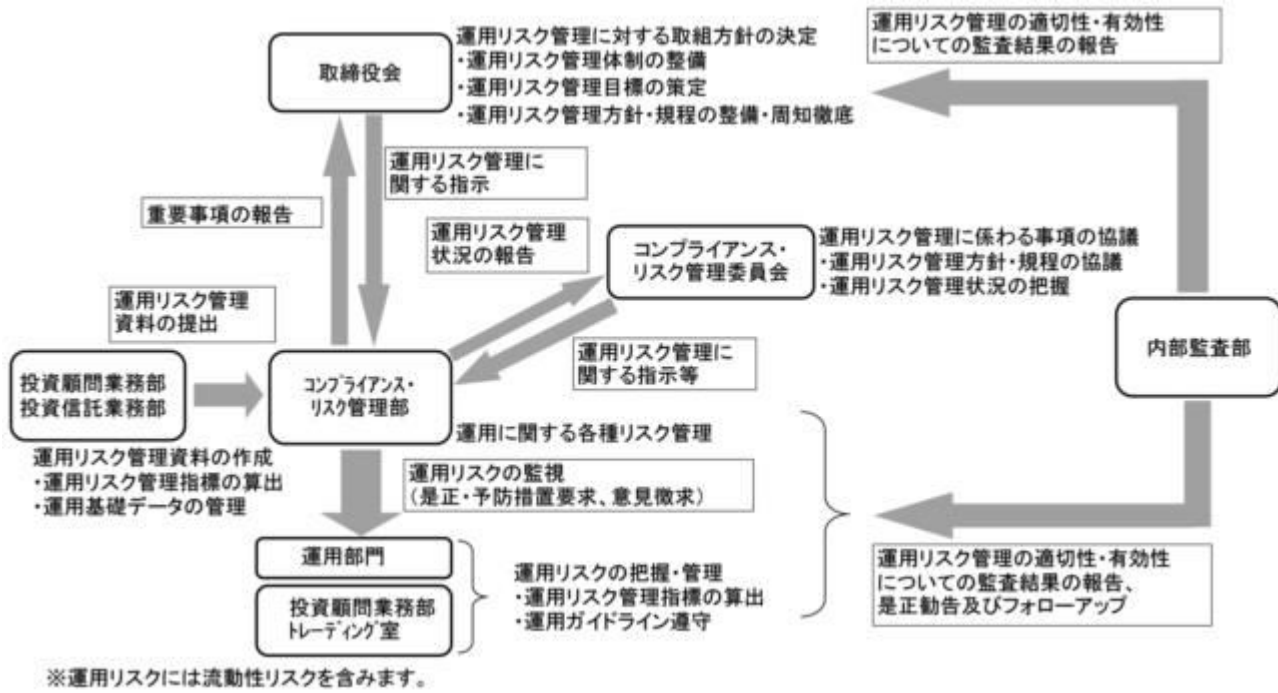 取締役会
運用リスク管理に対する取組方針の決定
・運用リスク管理体制の整備
・運用リスク管理目標の策定
・運用リスク管理方針・規程の整備・周知徹底
運用リスク管理の適切性・有効性
についての監査結果の報告
運用リスク管理に
関する指示
重要事項の報告
運用リスク管理
状況の報告
コンプライアンス・
リスク管理委員会
運用リスク管理に係わる事項の協議
・運用リスク管理方針・規程の協議
・運用リスク管理状況の把握
運用リスク管理
資料の提出
運用リスク管理に
関する指示等
内部監査部
投資顧問業務部
投資信託業務部
コンプライアンス・
リスク管理部
運用に関する各種リスク管理
運用リスク管理資料の作成
・運用リスク管理指標の算出
・運用基礎データの管理
運用リスクの監視
(是正・予防措置要求、意見徴求)
運用部門
投資顧問業務部
トレーディング室
運用リスクの把握・管理
・運用リスク管理指標の算出
・運用ガイドライン遵守
運用リスク管理の適切性・有効性
についての監査結果の報告、
是正勧告及びフォローアップ
※運用リスクには流動性リスクを含みます。